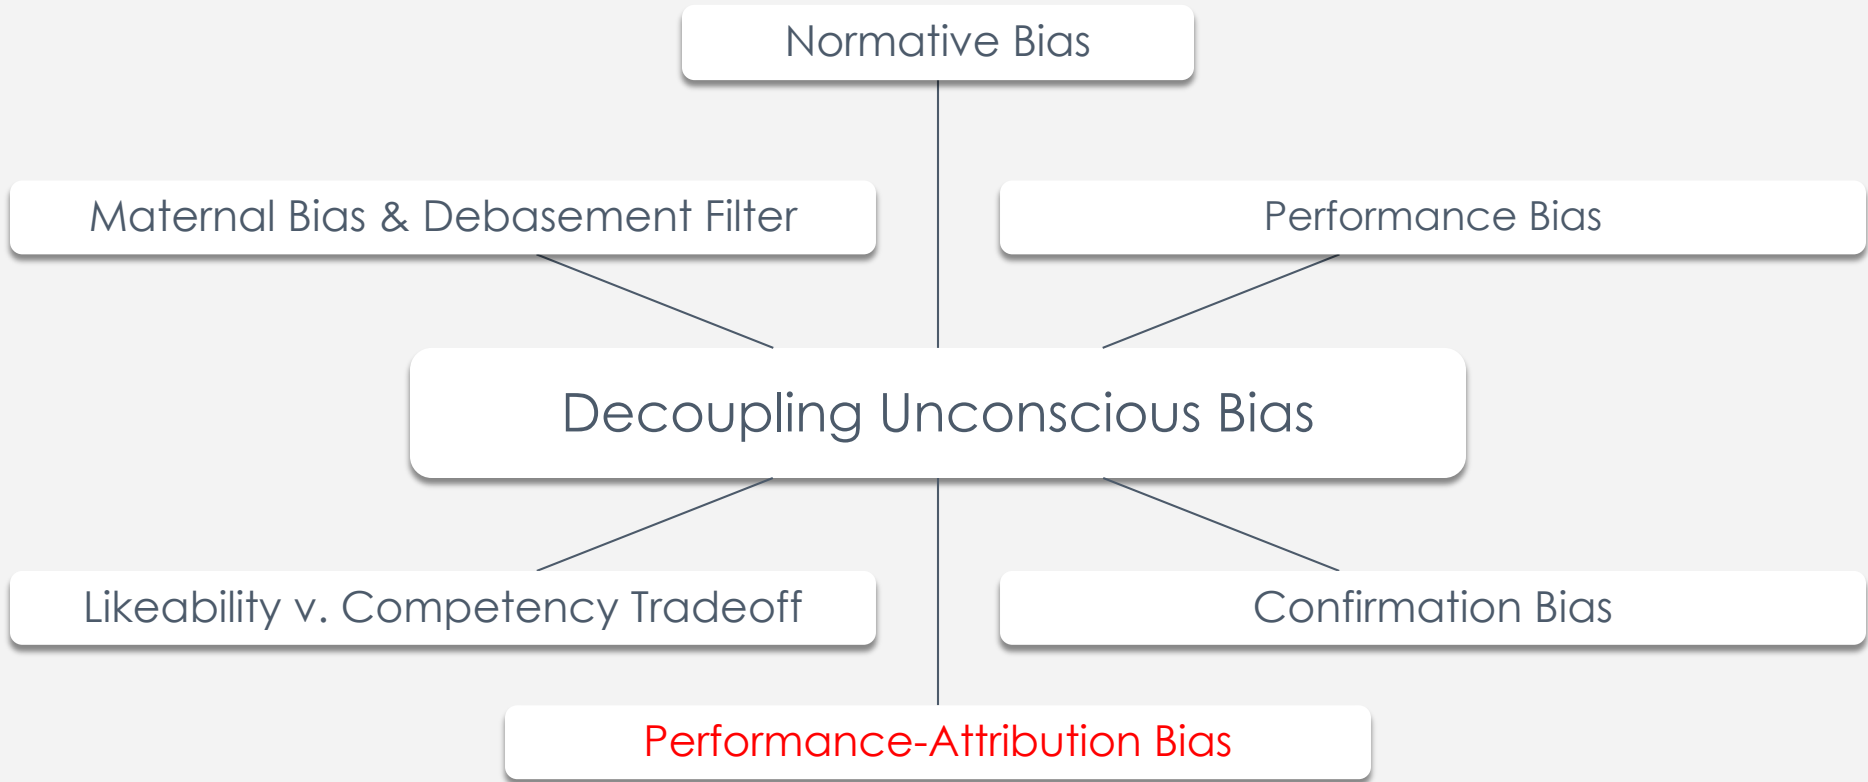 Normative Bias
Maternal Bias & Debasement Filter
Performance Bias
Decoupling Unconscious Bias
Likeability v. Competency Tradeoff
Confirmation Bias
Performance-Attribution Bias